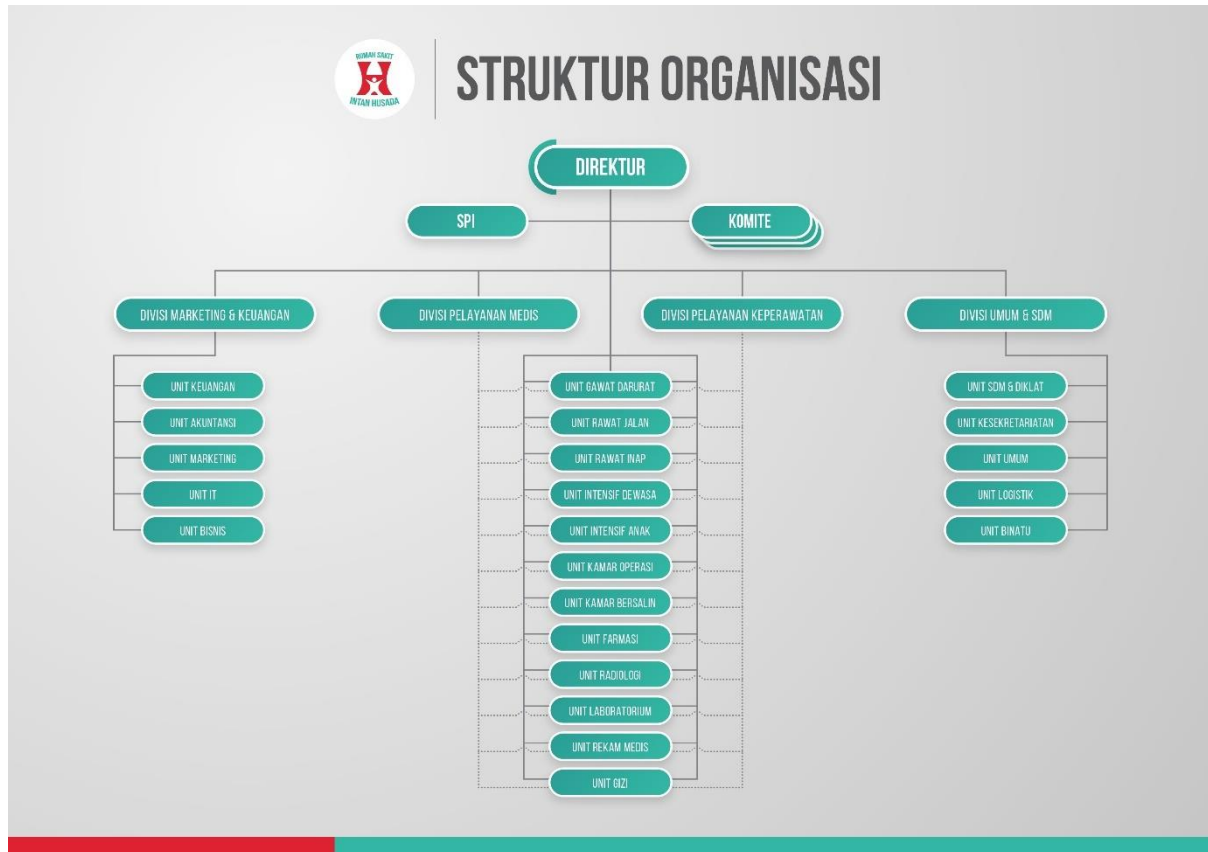 RUMAH SAKIT
INTAN HUSADA
STRUKTUR ORGANISASI
DIREKTUR
SPI
KOMITE
DIVISI MARKETING & KEUANGAN
DIVISI PELAYANAN MEDIS
DIVISI PELAYANAN KEPERAWATAN
DIVISI UMUM & SDM
UNIT KEUANGAN
UNIT AKUNTANSI
UNIT MARKETING
UNIT IT
UNIT BISNIS
UNIT GAWAT DARURAT
UNIT RAWAT JALAN
UNIT RAWAT INAP
UNIT INTENSIF DEWASA
UNIT INTENSIF ANAK
UNIT KAMAR OPERASI
UNIT KAMAR BERSALIN
UNIT FARMASI
UNIT RADIOLOGI
UNIT LABORATORIUM
UNIT REKAM MEDIS
UNIT GIZI
UNIT SDM & DIKLAT
UNIT KESEKRETARIATAN
UNIT UMUM
UNIT LOGISTIK
UNIT BINATU